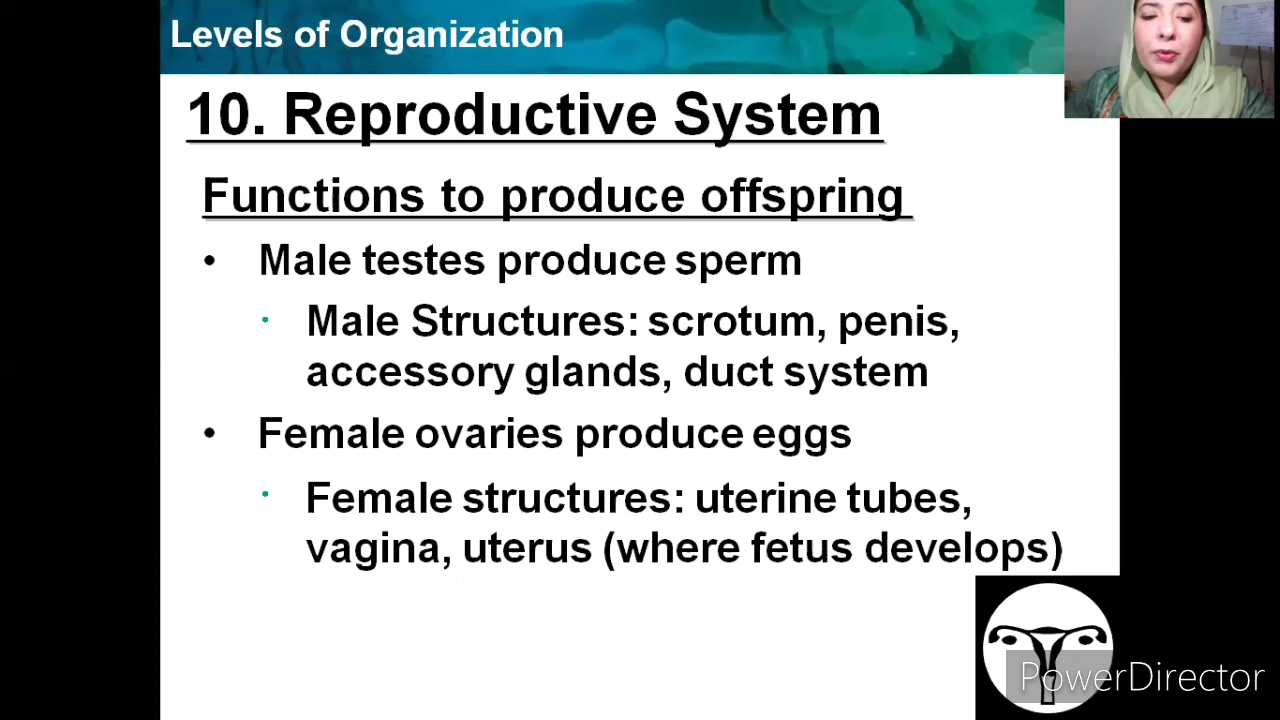 Levels of Organization
10. Reproductive System
Functions to produce offspring
• Male testes produce sperm
· Male Structures: scrotum, penis,
accessory glands, duct system
• Female ovaries produce eggs
· Female structures: uterine tubes,
vagina, uterus (where fetus develops)
PowerDirector